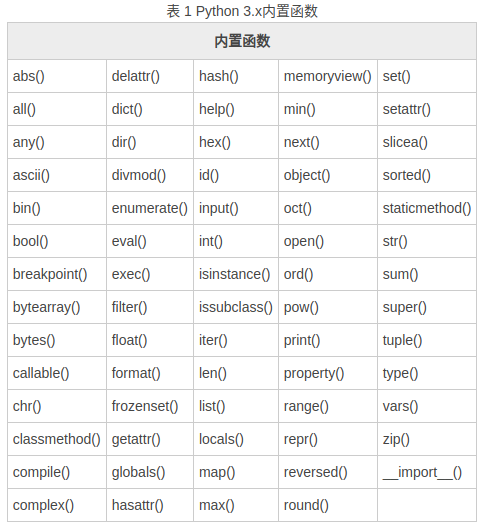 表 1 Python 3.x内置函数
内置函数
abs() delattr() hash() memoryview() set()
all() dict() help() min() setattr()
any() dir() hex() next() slicea()
ascii() divmod() id() object() sorted()
bin() enumerate() input() oct() staticmethod()
bool() eval() int() open() str()
breakpoint() exec() isinstance() ord() sum()
bytearray() filter() issubclass() pow() super()
bytes() float() iter() print() tuple()
callable() format() len() property() type()
chr() frozenset() list() range() vars()
classmethod() getattr() locals() repr() zip()
compile() globals() map() reversed() __import__()
complex() hasattr() max() round()